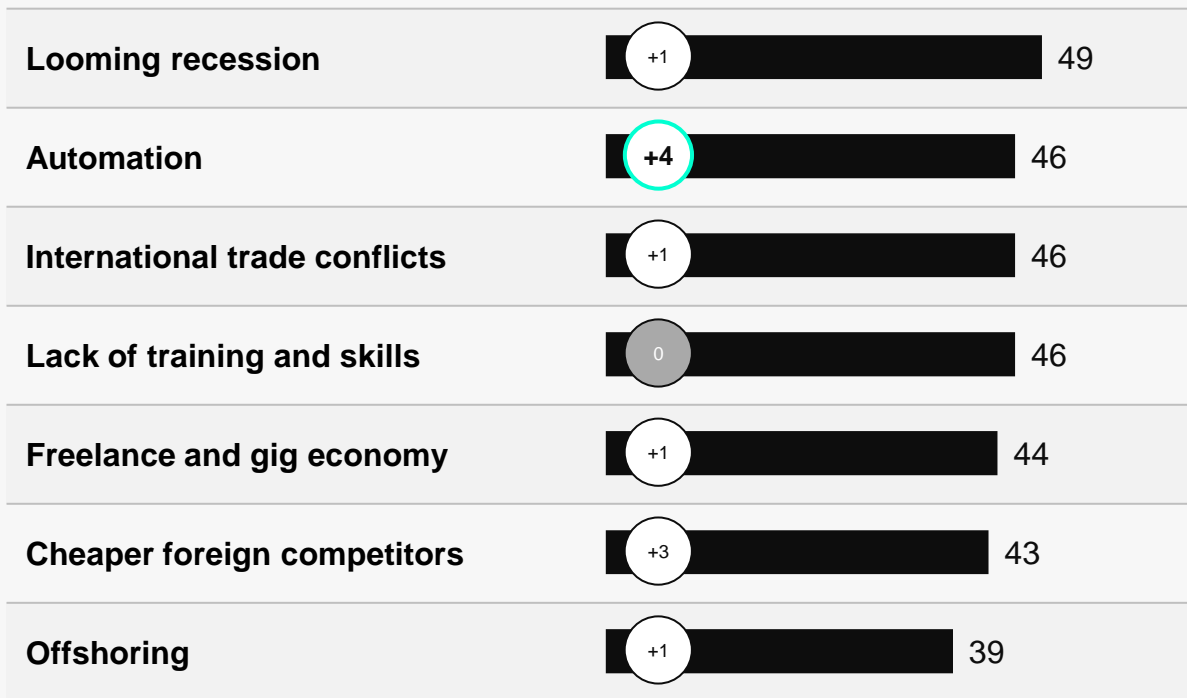 Looming recession +1 49
Automation +4 46
International trade conflicts +1 46
Lack of training and skills 0 46
Freelance and gig economy +1 44
Cheaper foreign competitors +3 43
Offshoring +1 39